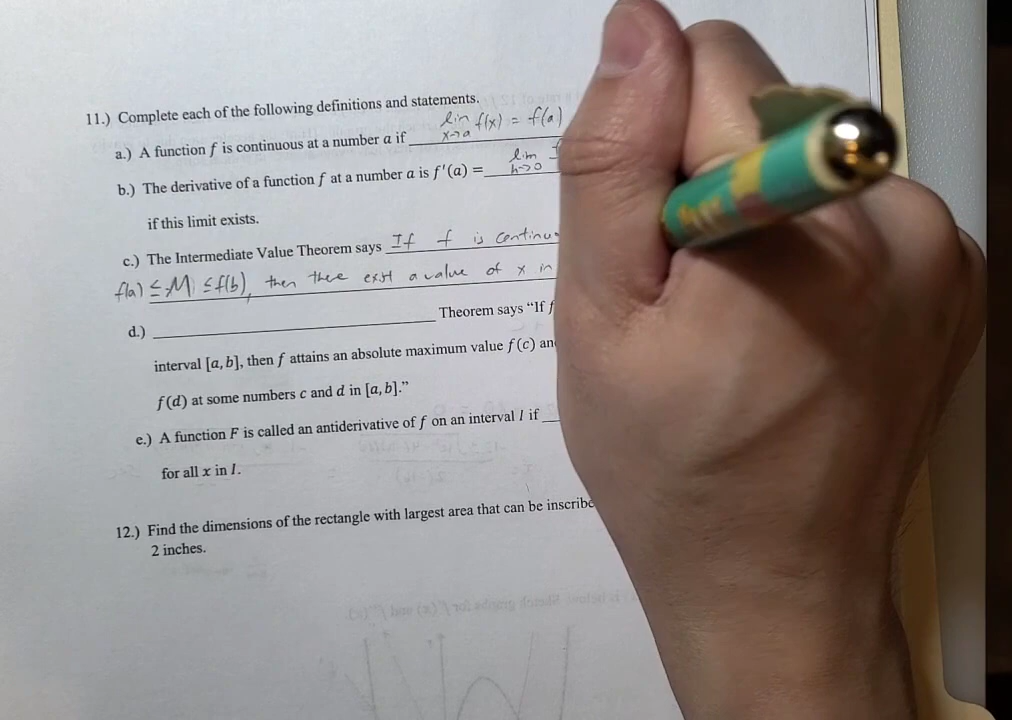 11.) Complete each of the following definitions and statements.
a.) A function f is continuous at a number a if lim x→a f(x) = f(a)
b.) The derivative of a function f at a number a is f'(a) = lim h→0
if this limit exists.
c.) The Intermediate Value Theorem says If f is continu
f(a) ≤ M ≤ f(b), then there exist a value of x in
d.) Theorem says “If f
interval [a, b], then f attains an absolute maximum value f(c) an
f(d) at some numbers c and d in [a, b].”
e.) A function F is called an antiderivative of f on an interval I if
for all x in I.
12.) Find the dimensions of the rectangle with largest area that can be inscribe
2 inches.